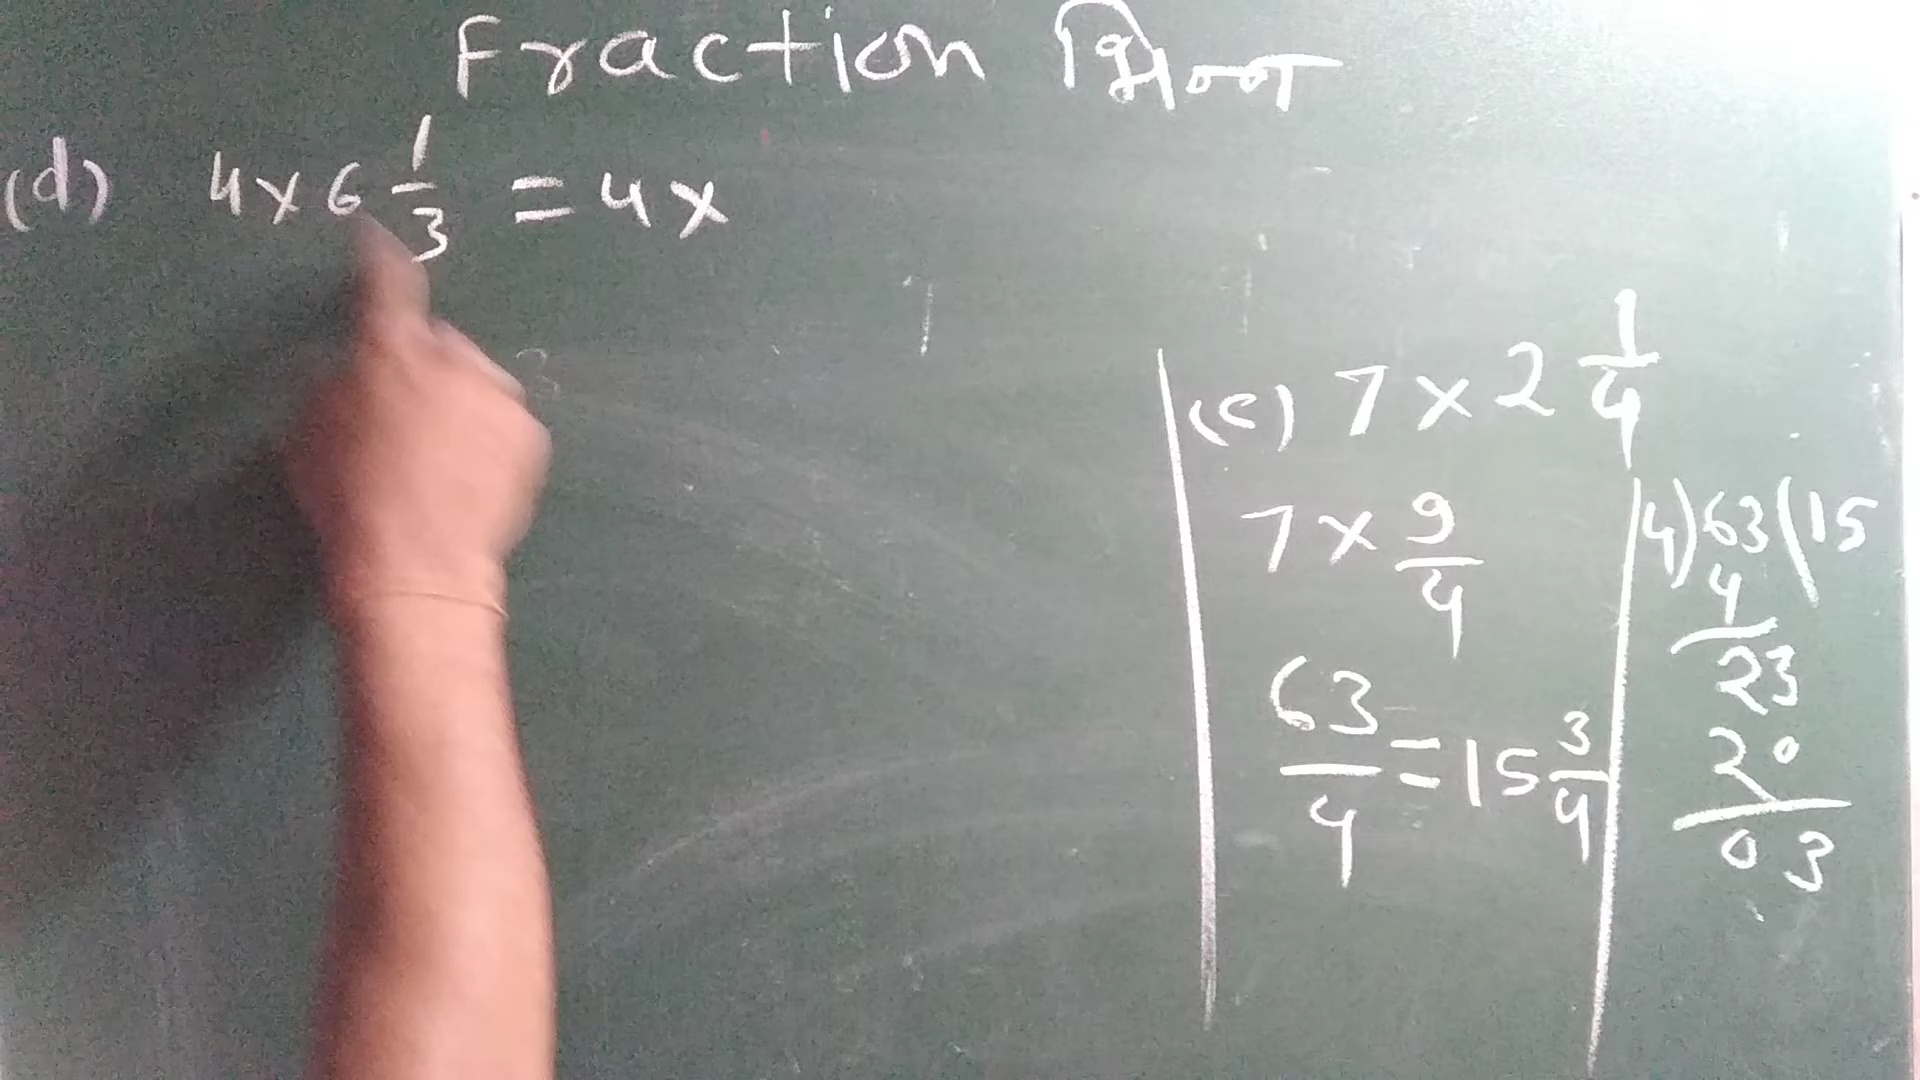 Fraction भिन्न
(d) 4 x 6 1/3 = 4 x
(c) 7 x 2 1/4
7 x 9/4
63/4 = 15 3/4
4) 63 (15
4
23
20
03